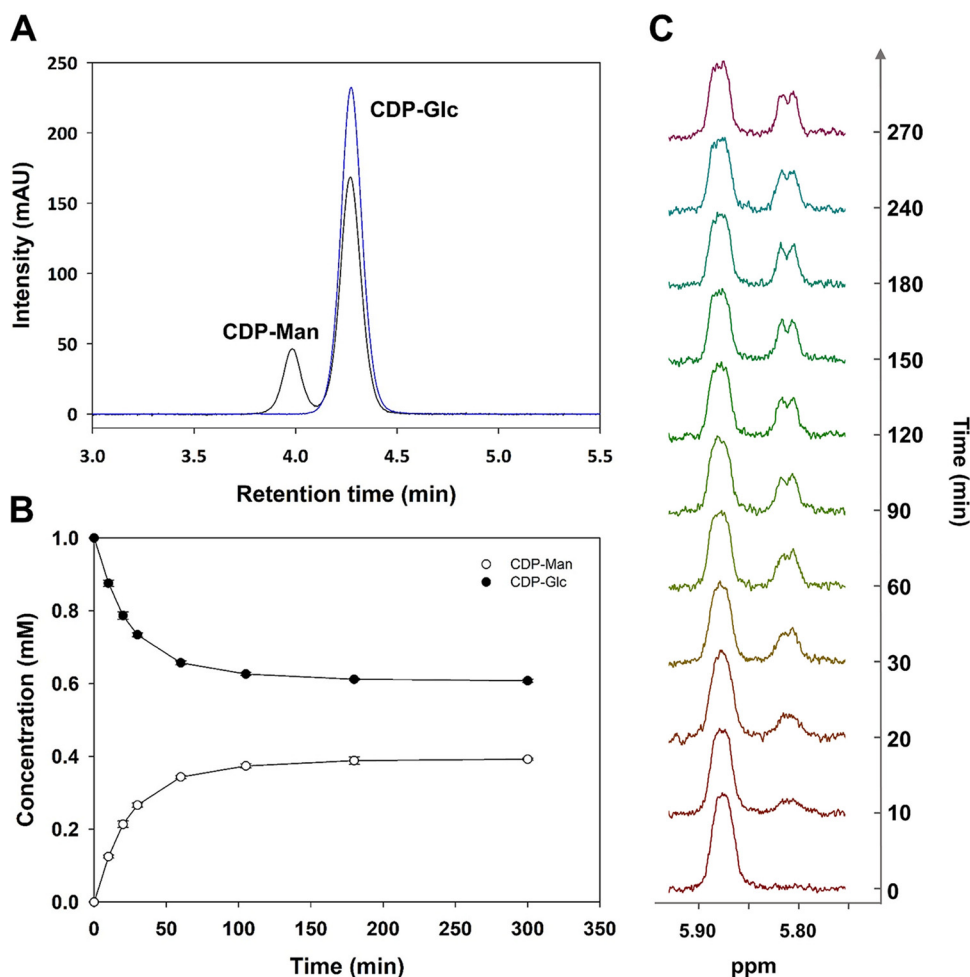 A
Intensity (mAU)
250
200
150
100
50
0
CDP-Glc
CDP-Man
3.0 3.5 4.0 4.5 5.0 5.5
Retention time (min)
B
Concentration (mM)
1.0
0.8
0.6
0.4
0.2
0.0
CDP-Man
CDP-Glc
0 50 100 150 200 250 300 350
Time (min)
C
270
240
180
150
120
90
60
30
20
10
0
Time (min)
5.90 5.80
ppm